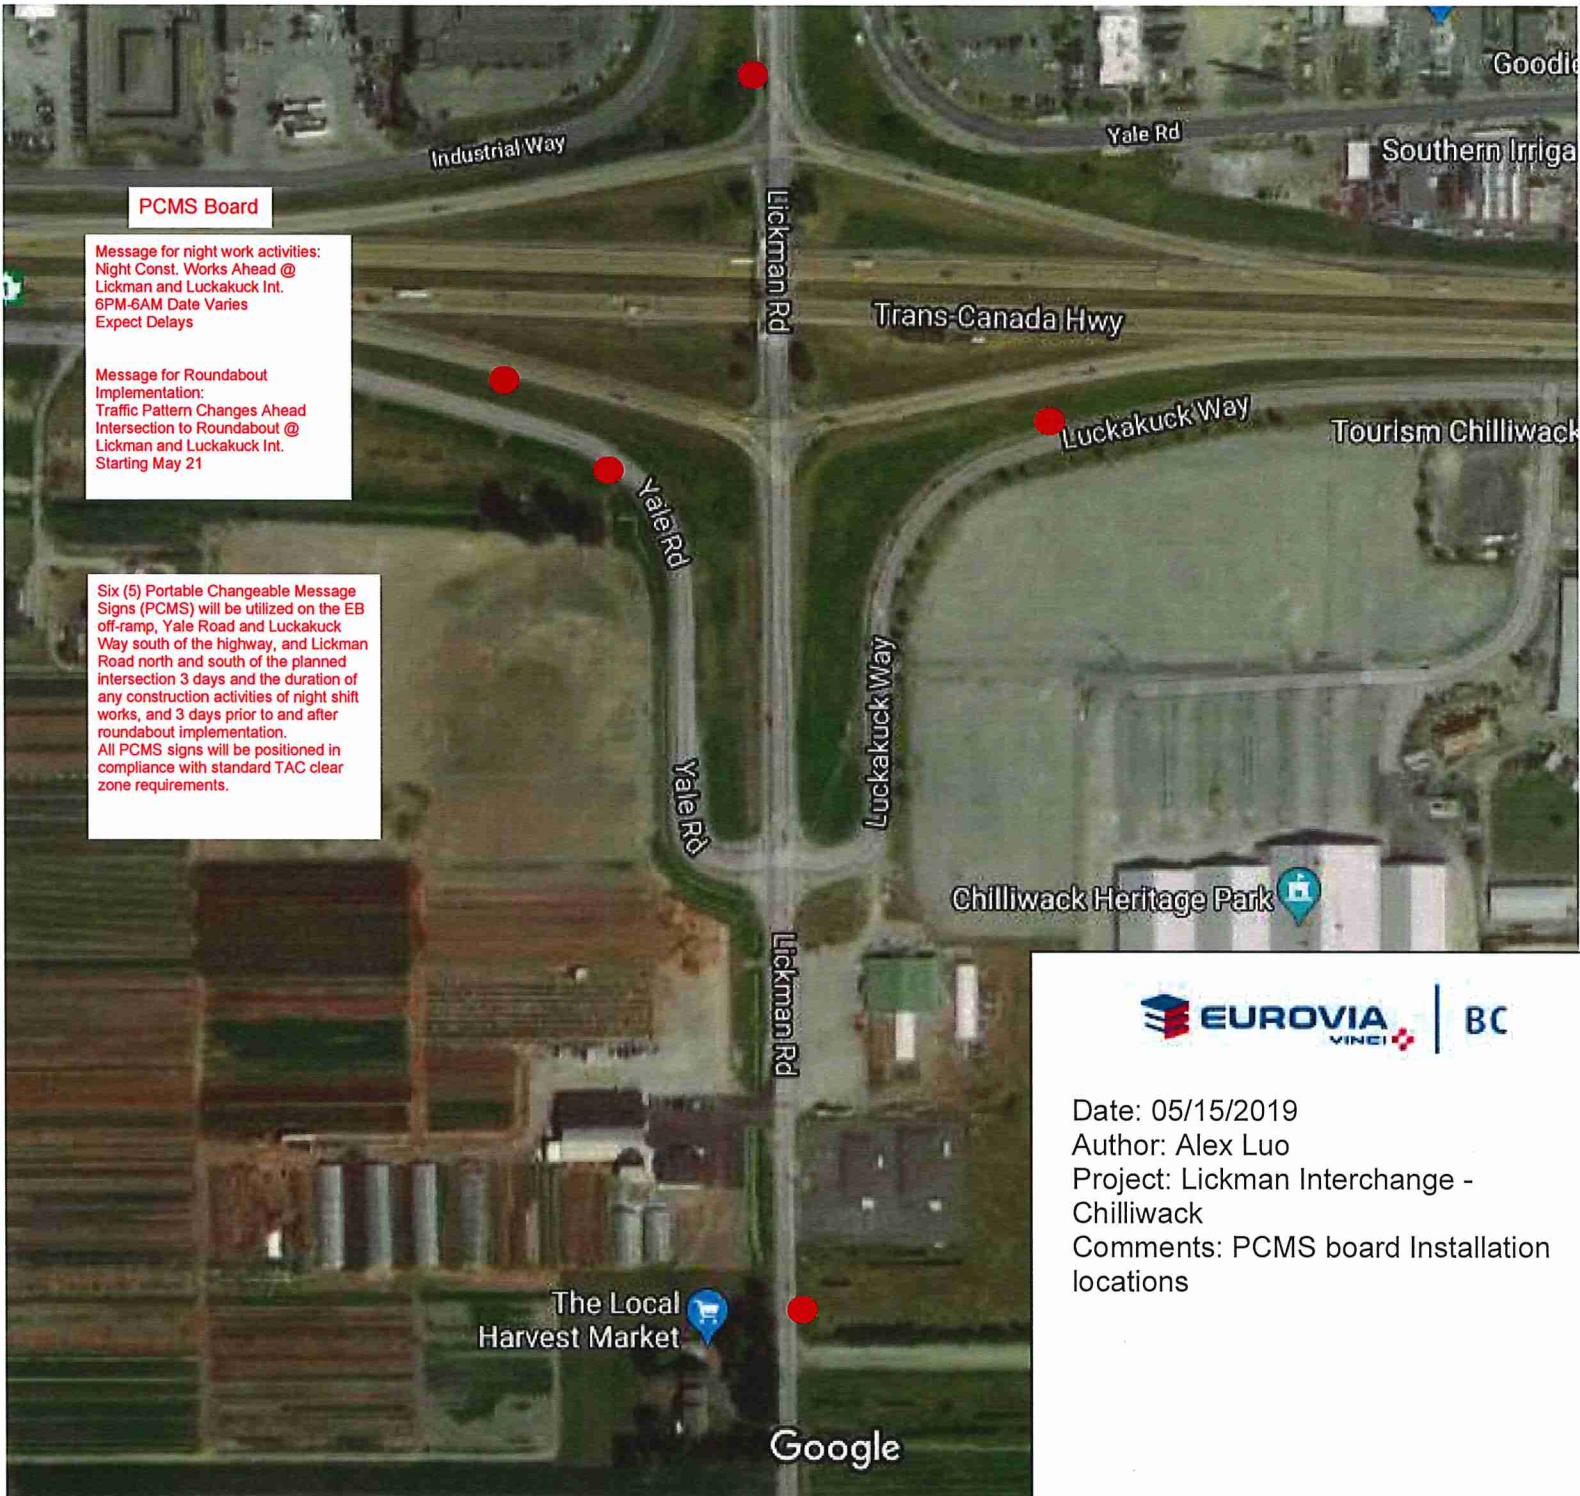 Goodle
Industrial Way
Yale Rd
Southern Irriga
PCMS Board
Lickman Rd
Message for night work activities:
Night Const. Works Ahead @
Lickman and Luckakuck Int.
6PM-6AM Date Varies
Expect Delays
Message for Roundabout
Implementation:
Traffic Pattern Changes Ahead
Intersection to Roundabout @
Lickman and Luckakuck Int.
Starting May 21
Trans-Canada Hwy
Luckakuck Way
Tourism Chilliwack
Yale Rd
Six (5) Portable Changeable Message
Signs (PCMS) will be utilized on the EB
off-ramp, Yale Road and Luckakuck
Way south of the highway, and Lickman
Road north and south of the planned
intersection 3 days and the duration of
any construction activities of night shift
works, and 3 days prior to and after
roundabout implementation.
All PCMS signs will be positioned in
compliance with standard TAC clear
zone requirements.
Luckakuck Way
Yale Rd
Chilliwack Heritage Park
Lickman Rd
EUROVIA BC
VINCI
Date: 05/15/2019
Author: Alex Luo
Project: Lickman Interchange -
Chilliwack
Comments: PCMS board Installation
locations
The Local
Harvest Market
Google